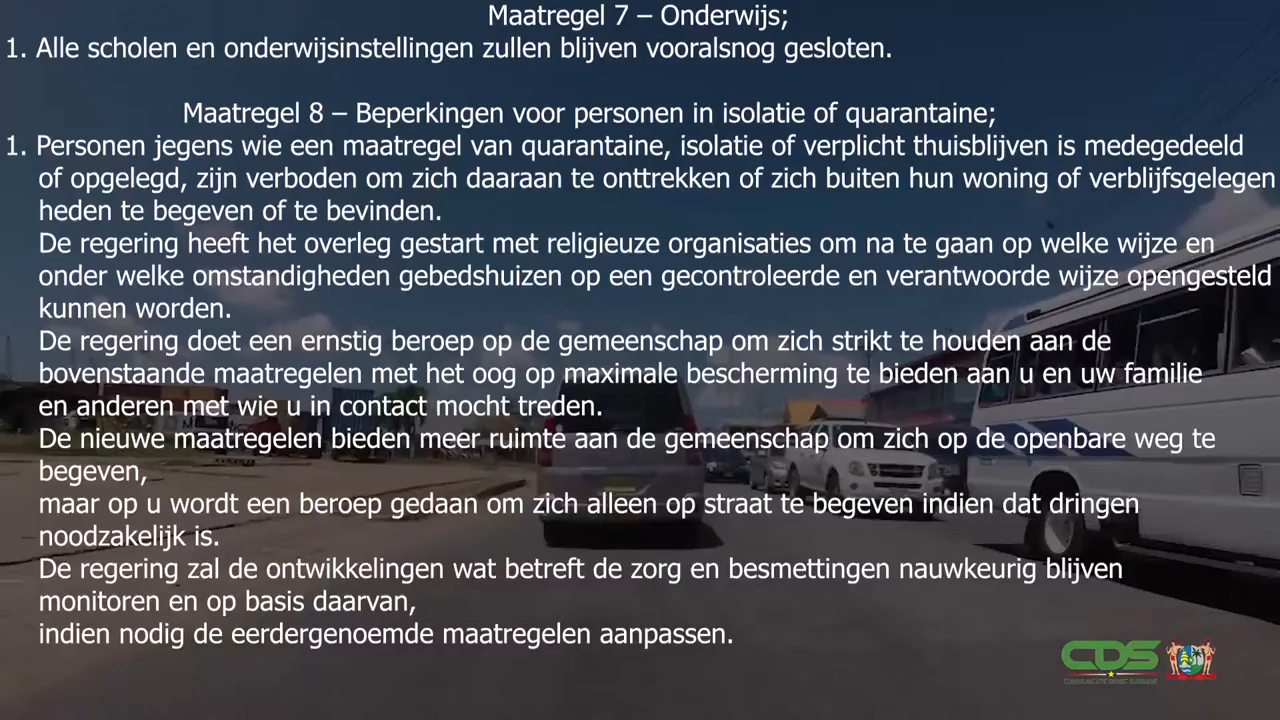 Maatregel 7 – Onderwijs;
1. Alle scholen en onderwijsinstellingen zullen blijven vooralsnog gesloten.
Maatregel 8 – Beperkingen voor personen in isolatie of quarantaine;
1. Personen jegens wie een maatregel van quarantaine, isolatie of verplicht thuisblijven is medegedeeld
of opgelegd, zijn verboden om zich daaraan te onttrekken of zich buiten hun woning of verblijfsgelegen
heden te begeven of te bevinden.
De regering heeft het overleg gestart met religieuze organisaties om na te gaan op welke wijze en
onder welke omstandigheden gebedshuizen op een gecontroleerde en verantwoorde wijze opengesteld
kunnen worden.
De regering doet een ernstig beroep op de gemeenschap om zich strikt te houden aan de
bovenstaande maatregelen met het oog op maximale bescherming te bieden aan u en uw familie
en anderen met wie u in contact mocht treden.
De nieuwe maatregelen bieden meer ruimte aan de gemeenschap om zich op de openbare weg te
begeven,
maar op u wordt een beroep gedaan om zich alleen op straat te begeven indien dat dringen
noodzakelijk is.
De regering zal de ontwikkelingen wat betreft de zorg en besmettingen nauwkeurig blijven
monitoren en op basis daarvan,
indien nodig de eerdergenoemde maatregelen aanpassen.
CDS
COMMUNICATIE DIENST SURINAME